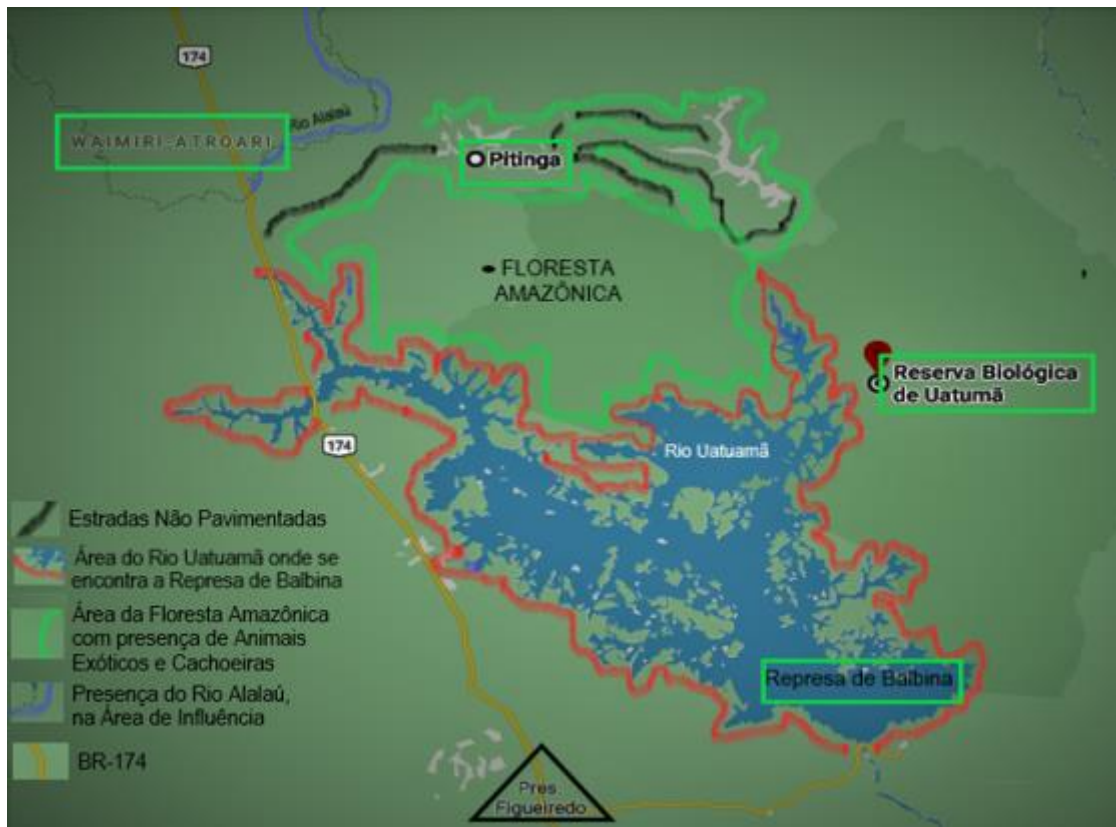 174
WAIMIRI-ATROARI
Rio Alalaú
Pitinga
FLORESTA
AMAZÔNICA
Reserva Biológica
de Uatumã
174
Rio Uatuamã
Estradas Não Pavimentadas
Área do Rio Uatuamã onde se
encontra a Represa de Balbina
Área da Floresta Amazônica
com presença de Animais
Exóticos e Cachoeiras
Presença do Rio Alalaú,
na Área de Influência
BR-174
Represa de Balbina
Pres.
Figueiredo